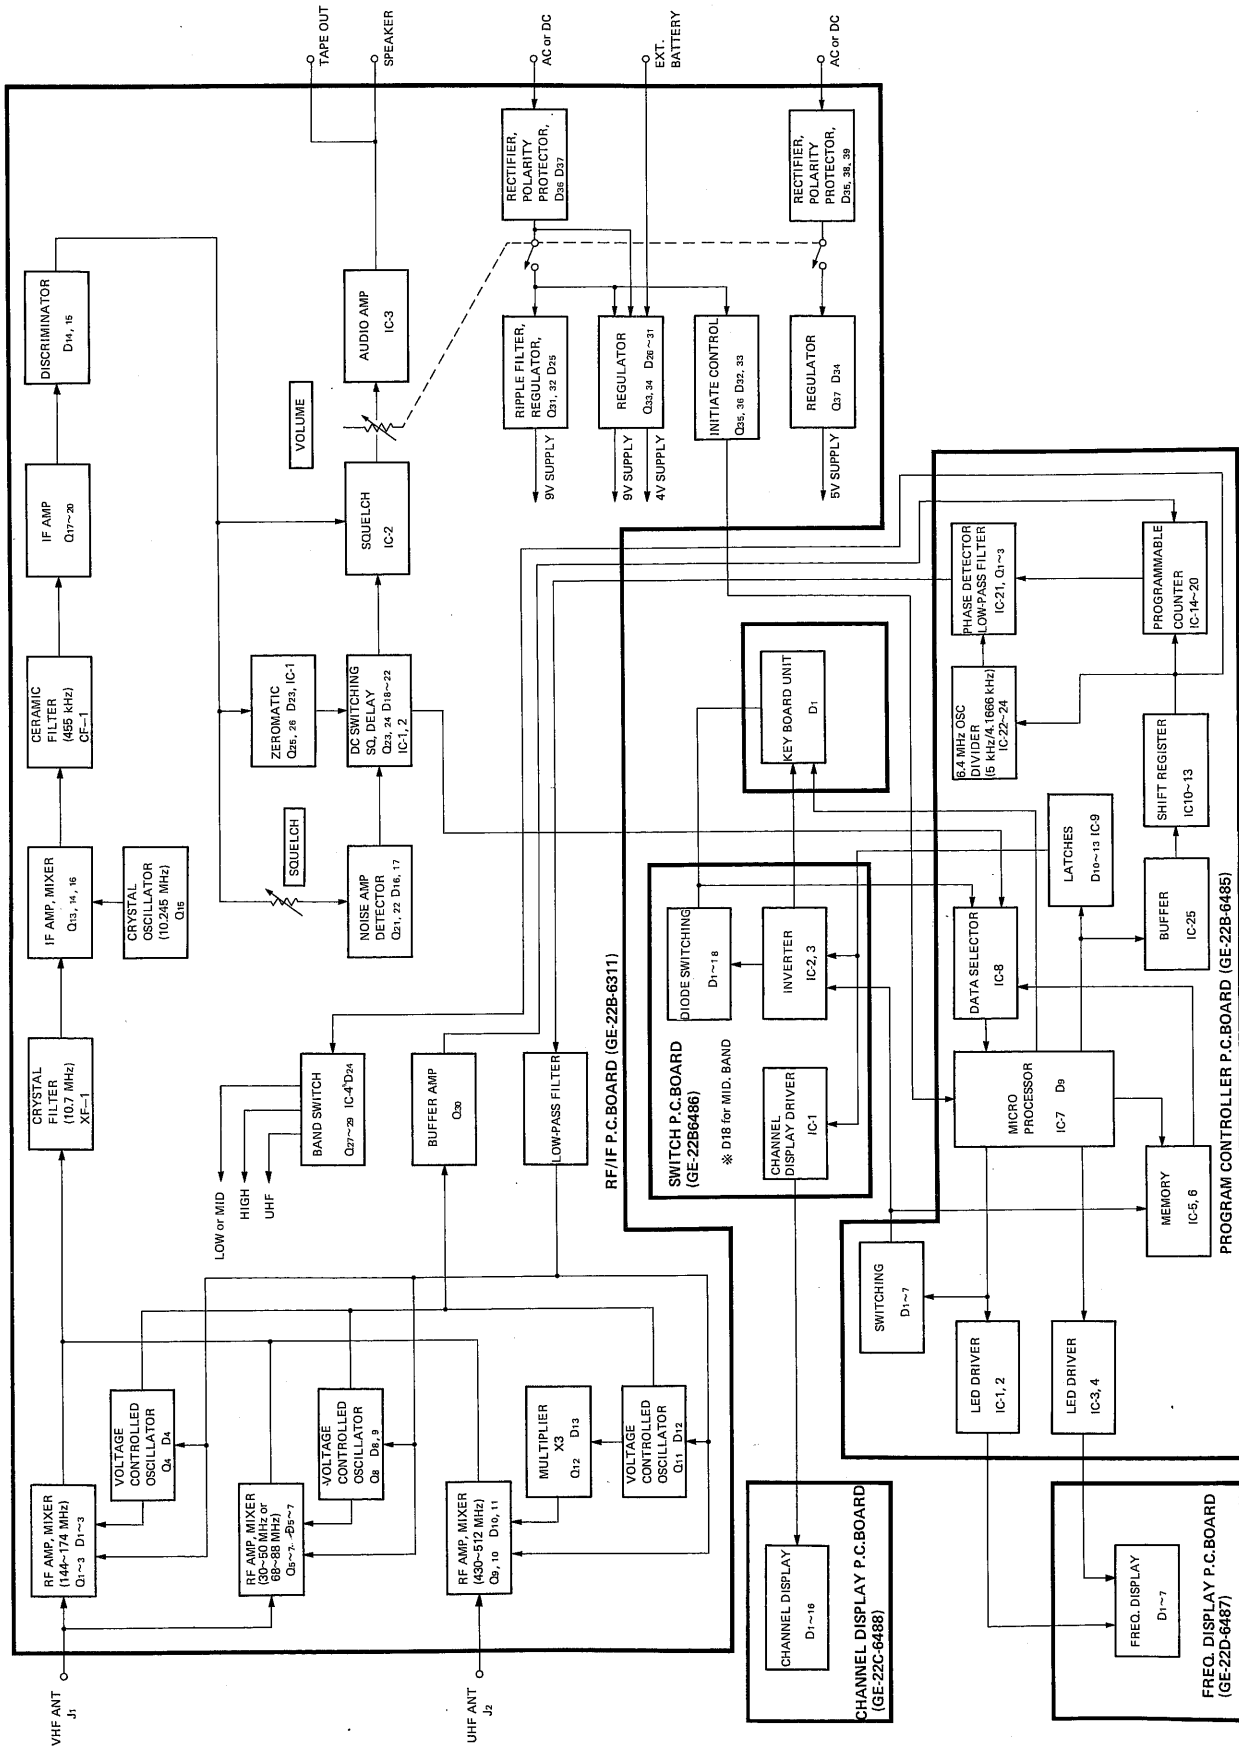 VHF ANT
J1
UHF ANT
J2
RF AMP, MIXER
(144~174 MHz)
Q1~3 D1~3
VOLTAGE
CONTROLLED
OSCILLATOR
Q4 D4
RF AMP, MIXER
(30~50 MHz or
68~88 MHz)
Q5~7 D5~7
VOLTAGE
CONTROLLED
OSCILLATOR
Q8 D8, 9
RF AMP, MIXER
(430~512 MHz)
Q9, 10 D10, 11
MULTIPLIER
X3
Q12 D13
VOLTAGE
CONTROLLED
OSCILLATOR
Q11 D12
CRYSTAL
FILTER
(10.7 MHz)
XF-1
IF AMP, MIXER
Q13, 14, 16
CRYSTAL
OSCILLATOR
(10.245 MHz)
Q15
CERAMIC
FILTER
(455 kHz)
CF-1
IF AMP
Q17~20
DISCRIMINATOR
D14, 15
SQUELCH
NOISE AMP
DETECTOR
Q21, 22 D16, 17
ZEROMATIC
Q25, 26 D23, IC-1
DC SWITCHING
SQ, DELAY
Q23, 24 D18~22
IC-1, 2
SQUELCH
IC-2
VOLUME
AUDIO AMP
IC-3
TAPE OUT
SPEAKER
LOW or MID
HIGH
UHF
BAND SWITCH
Q27~29 IC-4 D24
BUFFER AMP
Q30
LOW-PASS FILTER
9V SUPPLY
RIPPLE FILTER,
REGULATOR,
Q31, 32 D25
RECTIFIER,
POLARITY
PROTECTOR,
D36 D37
AC or DC
9V SUPPLY
4V SUPPLY
REGULATOR
Q33, 34 D26~31
EXT.
BATTERY
INITIATE CONTROL
Q35, 36 D32, 33
5V SUPPLY
REGULATOR
Q37 D34
RECTIFIER,
POLARITY
PROTECTOR,
D35, 38, 39
AC or DC
RF/IF P.C.BOARD (GE-22B-6311)
SWITCH P.C.BOARD
(GE-22B6486)
※ D18 for MID. BAND
DIODE SWITCHING
D1~18
CHANNEL
DISPLAY DRIVER
IC-1
INVERTER
IC-2, 3
KEY BOARD UNIT
D1
CHANNEL DISPLAY
D1~16
CHANNEL DISPLAY P.C.BOARD
(GE-22C-6488)
SWITCHING
D1~7
LED DRIVER
IC-1, 2
LED DRIVER
IC-3, 4
MICRO
PROCESSOR
IC-7 D9
MEMORY
IC-5, 6
DATA SELECTOR
IC-8
LATCHES
D10~13 IC-9
BUFFER
IC-25
SHIFT REGISTER
IC10~13
6.4 MHz OSC
DIVIDER
(5 kHz/4.1666 kHz)
IC-22~24
PHASE DETECTOR
LOW-PASS FILTER
IC-21, Q1~3
PROGRAMMABLE
COUNTER
IC-14~20
PROGRAM CONTROLLER P.C.BOARD (GE-22B-6485)
FREQ. DISPLAY
D1~7
FREQ. DISPLAY P.C.BOARD
(GE-22D-6487)